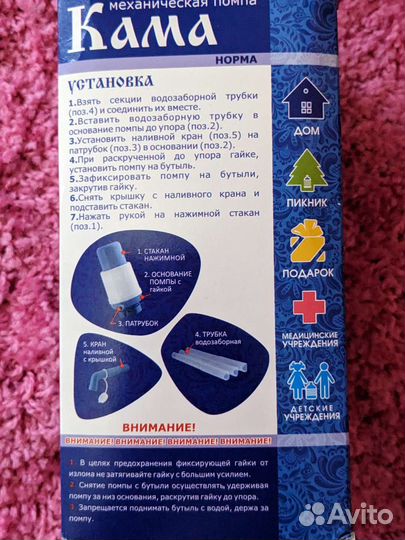 механическая помпа
Кама
НОРМА
УСТАНОВКА
1.Взять секции водозаборной трубки
(поз.4) и соединить их вместе.
2.Вставить водозаборную трубку в
основание помпы до упора (поз.2).
3.Установить наливной кран (поз.5) на
патрубок (поз.3) в основании (поз.2).
4.При раскрученной до упора гайке,
установить помпу на бутыль.
5.Зафиксировать помпу на бутыли,
закрутив гайку.
6.Снять крышку с наливного крана и
подставить стакан.
7.Нажать рукой на нажимной стакан
(поз.1).
ДОМ
ПИКНИК
ПОДАРОК
МЕДИЦИНСКИЕ
УЧРЕЖДЕНИЯ
ДЕТСКИЕ
УЧРЕЖДЕНИЯ
1. СТАКАН
НАЖИМНОЙ
2. ОСНОВАНИЕ
ПОМПЫ с
гайкой
3. ПАТРУБОК
5. КРАН
наливной
с крышкой
4. ТРУБКА
водозаборная
ВНИМАНИЕ!
ВНИМАНИЕ! ВНИМАНИЕ! ВНИМАНИЕ! ВНИМАНИЕ!
1 В целях предохранения фиксирующей гайки от
излома не затягивайте гайку с большим усилием.
2 Снятие помпы с бутыли осуществлять удерживая
помпу за низ основания, раскрутив гайку до упора.
3 Запрещается поднимать бутыль с водой, держа за
помпу.
Avito